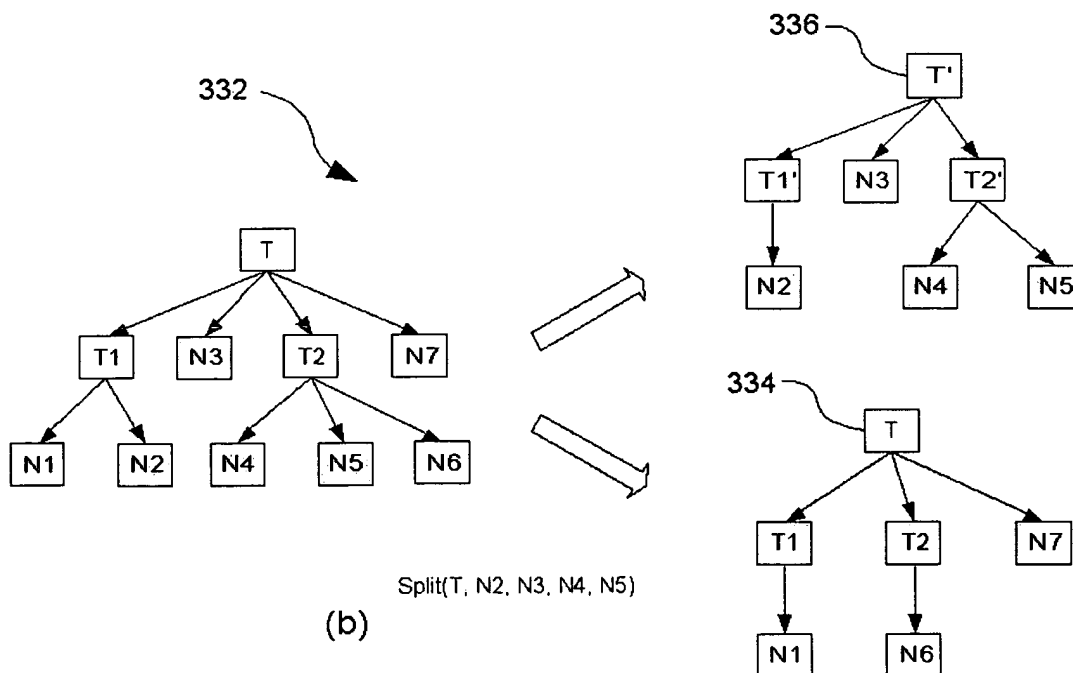 336
T'
332
T1' N3 T2'
N2 N4 N5
T
T1 N3 T2 N7
N1 N2 N4 N5 N6
334
T
T1 T2 N7
N1 N6
Split(T, N2, N3, N4, N5)
(b)